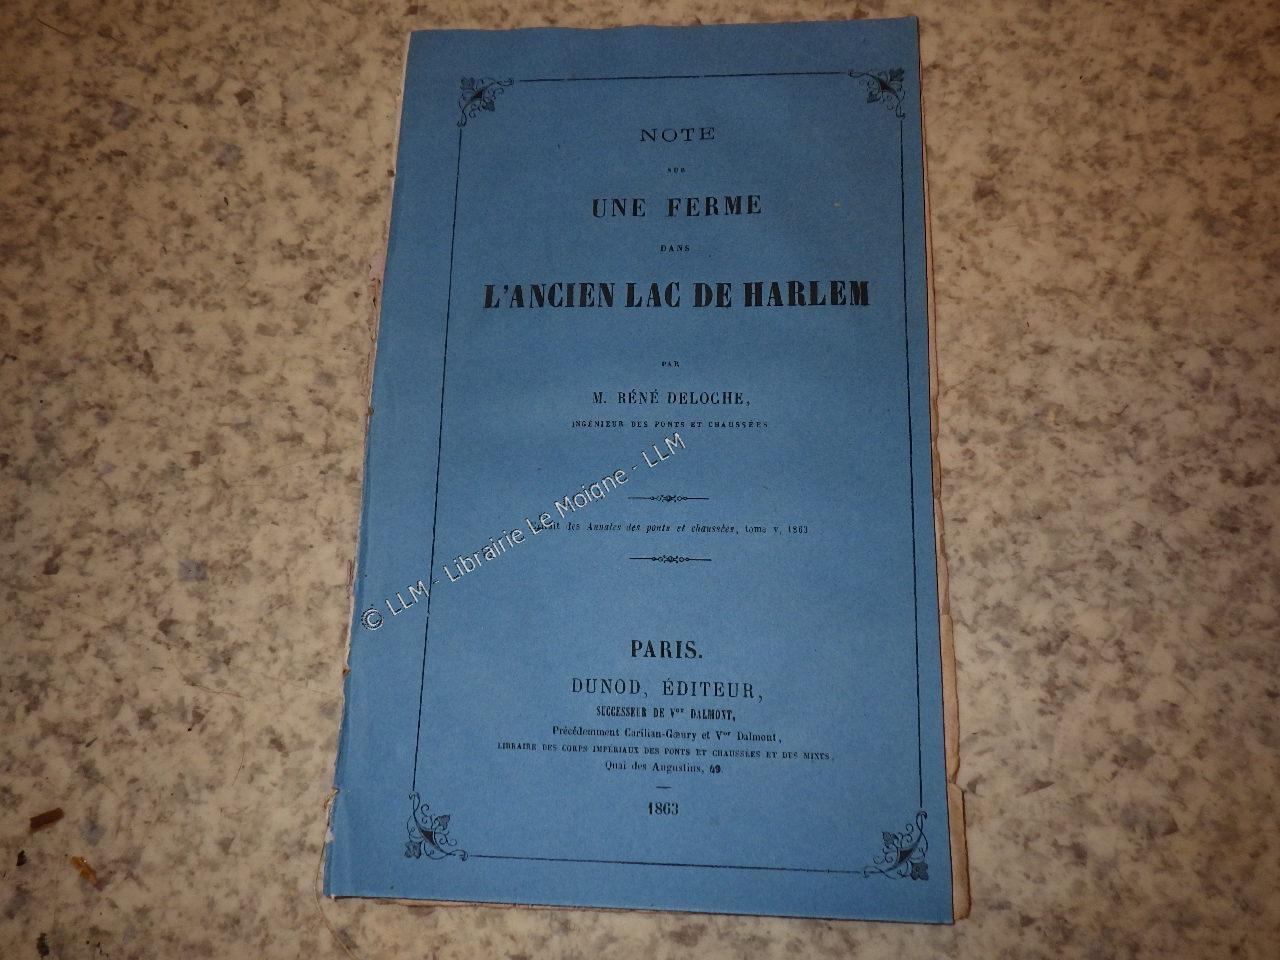 NOTE
SUR
UNE FERME
DANS
L'ANCIEN LAC DE HARLEM
PAR
M. RÉNÉ DELOCHE,
INGÉNIEUR DES PONTS ET CHAUSSÉES
Extrait des Annales des ponts et chaussées, tome V, 1863
© LLM - Librairie Le Moigne - LLM
PARIS.
DUNOD, ÉDITEUR,
SUCCESSEUR DE Vor DALMONT,
Précédemment Carilian-Gœury et Vor Dalmont,
LIBRAIRE DES CORPS IMPÉRIAUX DES PONTS ET CHAUSSÉES ET DES MINES,
Quai des Augustins, 49.
1863